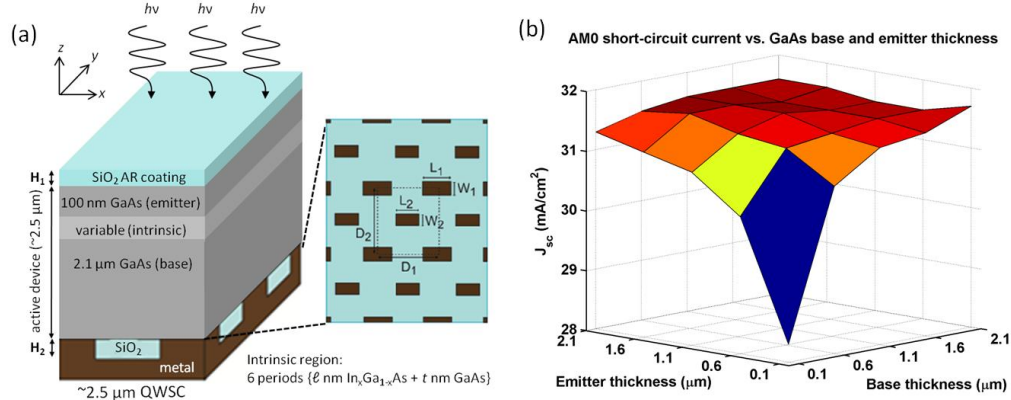 (a)
hν hν hν
z
y
x
H₁
SiO₂ AR coating
100 nm GaAs (emitter)
variable (intrinsic)
2.1 μm GaAs (base)
active device (~2.5 μm)
H₂
SiO₂
metal
~2.5 μm QWSC
L₁
W₁
L₂
W₂
D₂
D₁
Intrinsic region:
6 periods {ℓ nm InₓGa₁₋ₓAs + t nm GaAs}
(b)
AM0 short-circuit current vs. GaAs base and emitter thickness
J_sc (mA/cm²)
32
31
30
29
28
2.1
1.6
1.1
0.6
0.1
Emitter thickness (μm)
0.1
0.6
1.1
1.6
2.1
Base thickness (μm)